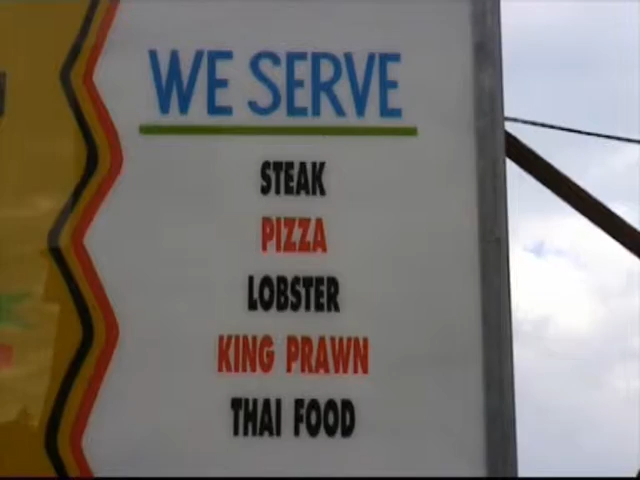 WE SERVE
STEAK
PIZZA
LOBSTER
KING PRAWN
THAI FOOD